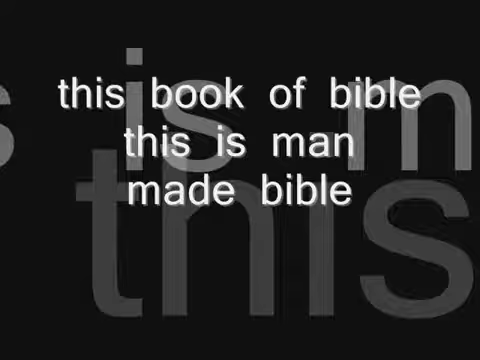 this book of bible
this is man
made bible
s is m
this